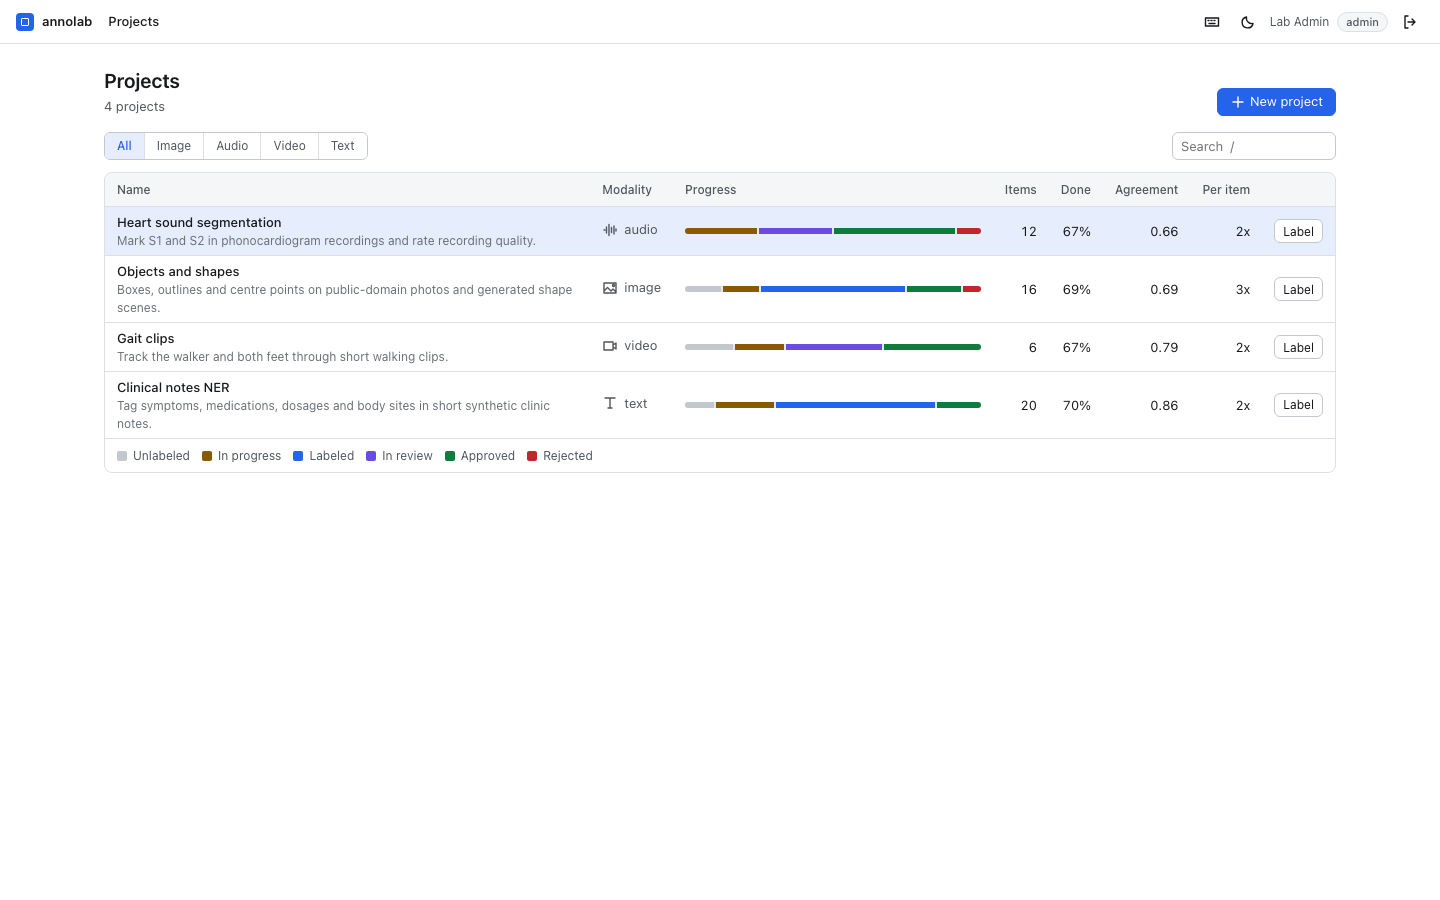 annolab Projects Lab Admin admin
Projects
4 projects
New project
All Image Audio Video Text Search /
Name Modality Progress Items Done Agreement Per item
Heart sound segmentation
Mark S1 and S2 in phonocardiogram recordings and rate recording quality.
audio 12 67% 0.66 2x Label
Objects and shapes
Boxes, outlines and centre points on public-domain photos and generated shape
scenes.
image 16 69% 0.69 3x Label
Gait clips
Track the walker and both feet through short walking clips.
video 6 67% 0.79 2x Label
Clinical notes NER
Tag symptoms, medications, dosages and body sites in short synthetic clinic
notes.
text 20 70% 0.86 2x Label
Unlabeled In progress Labeled In review Approved Rejected